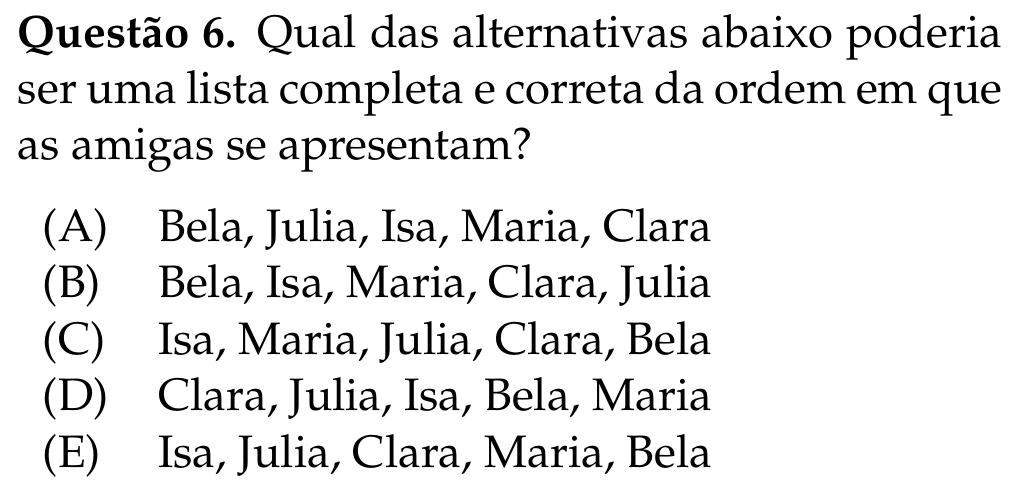 Questão 6. Qual das alternativas abaixo poderia
ser uma lista completa e correta da ordem em que
as amigas se apresentam?
(A) Bela, Julia, Isa, Maria, Clara
(B) Bela, Isa, Maria, Clara, Julia
(C) Isa, Maria, Julia, Clara, Bela
(D) Clara, Julia, Isa, Bela, Maria
(E) Isa, Julia, Clara, Maria, Bela